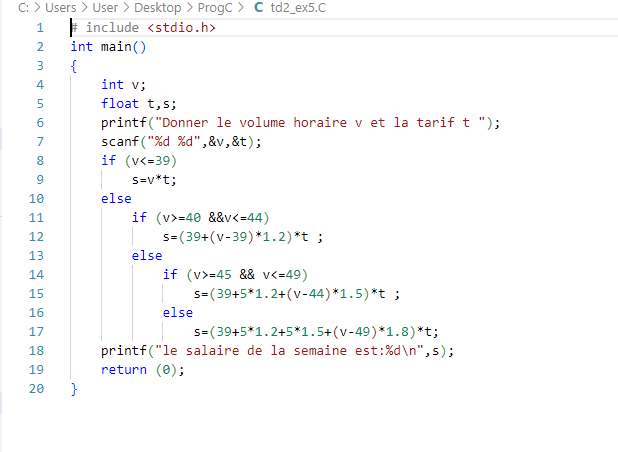 C: > Users > User > Desktop > ProgC > C td2_ex5.C
1 # include <stdio.h>
2 int main()
3 {
4 int v;
5 float t,s;
6 printf("Donner le volume horaire v et la tarif t ");
7 scanf("%d %d",&v,&t);
8 if (v<=39)
9 s=v*t;
10 else
11 if (v>=40 &&v<=44)
12 s=(39+(v-39)*1.2)*t ;
13 else
14 if (v>=45 && v<=49)
15 s=(39+5*1.2+(v-44)*1.5)*t ;
16 else
17 s=(39+5*1.2+5*1.5+(v-49)*1.8)*t;
18 printf("le salaire de la semaine est:%d\n",s);
19 return (0);
20 }